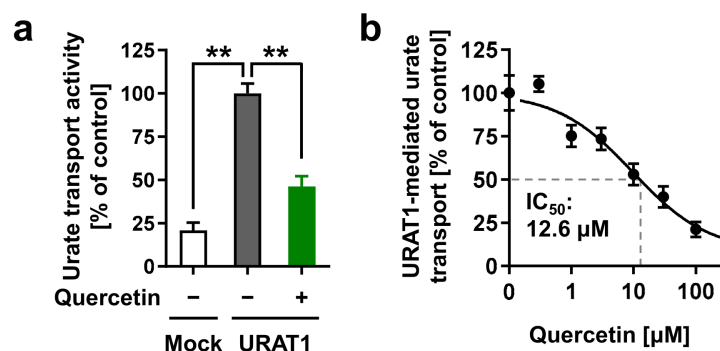 a
Urate transport activity
[% of control]
125
100
75
50
25
0
** **
Quercetin − − +
Mock URAT1
b
URAT1-mediated urate
transport [% of control]
125
100
75
50
25
0
IC50:
12.6 µM
0 1 10 100
Quercetin [µM]